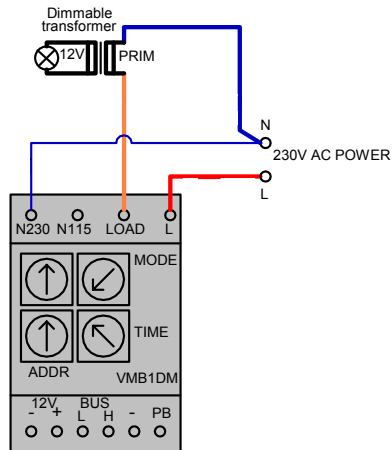 Dimmable
transformer
12V
PRIM
N
230V AC POWER
L
N230 N115 LOAD L
MODE
TIME
ADDR
VMB1DM
12V BUS
- + L H - PB